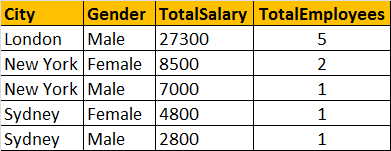 City Gender TotalSalary TotalEmployees
London Male 27300 5
New York Female 8500 2
New York Male 7000 1
Sydney Female 4800 1
Sydney Male 2800 1